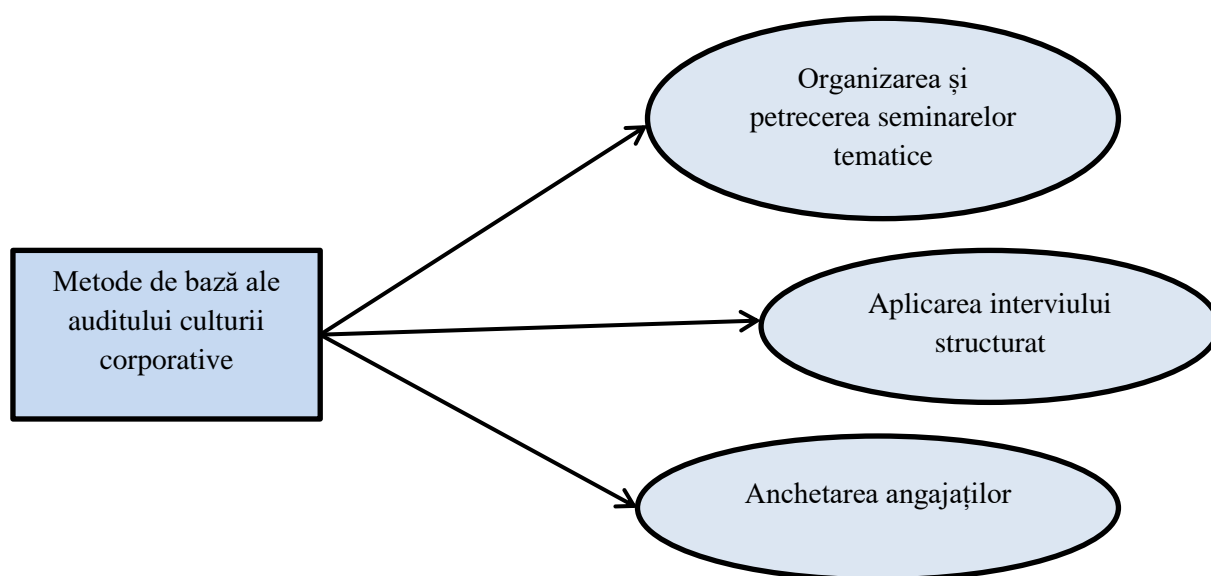 Metode de bază ale
auditului culturii
corporative
Organizarea și
petrecerea seminarelor
tematice
Aplicarea interviului
structurat
Anchetarea angajaților